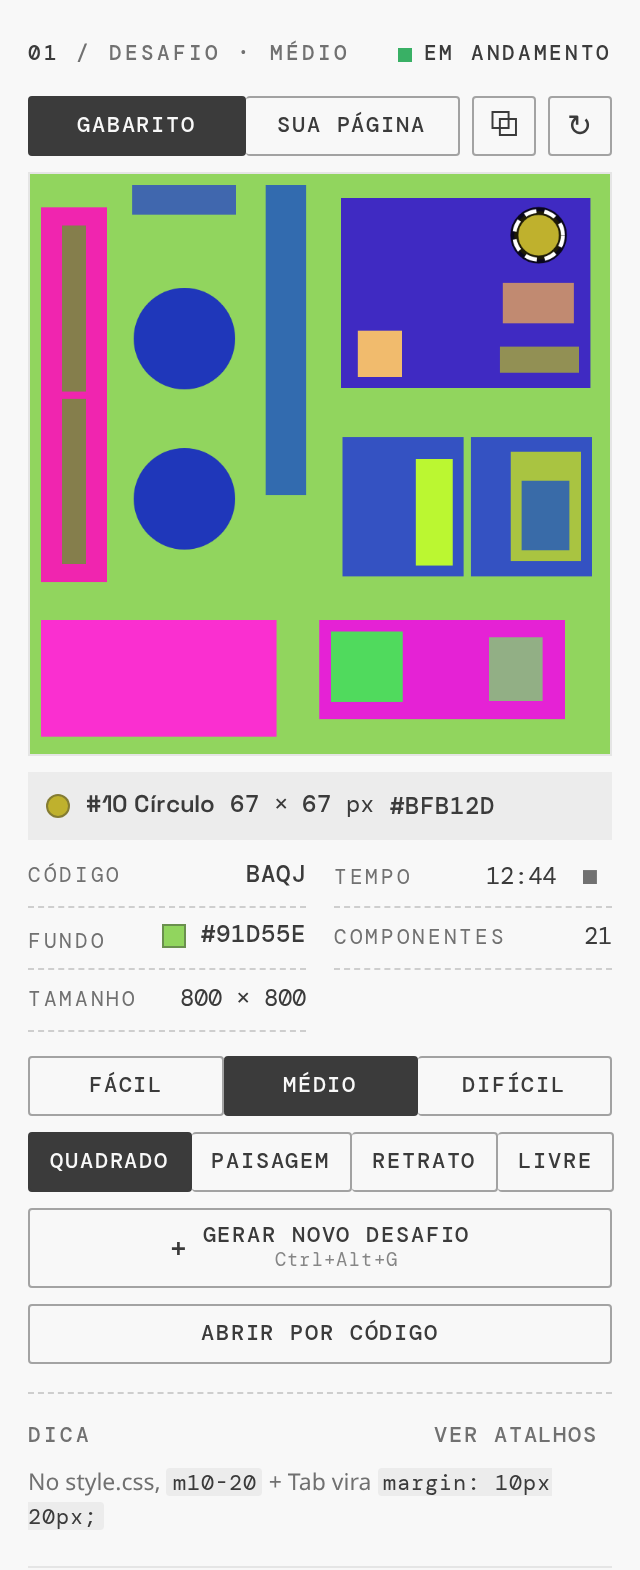 01 / DESAFIO · MÉDIO
EM ANDAMENTO
GABARITO
SUA PÁGINA
#10 Círculo 67 × 67 px #BFB12D
CÓDIGO BAQJ
TEMPO 12:44
FUNDO #91D55E
COMPONENTES 21
TAMANHO 800 × 800
FÁCIL
MÉDIO
DIFÍCIL
QUADRADO
PAISAGEM
RETRATO
LIVRE
+ GERAR NOVO DESAFIO
Ctrl+Alt+G
ABRIR POR CÓDIGO
DICA
VER ATALHOS
No style.css, m10-20 + Tab vira margin: 10px
20px;